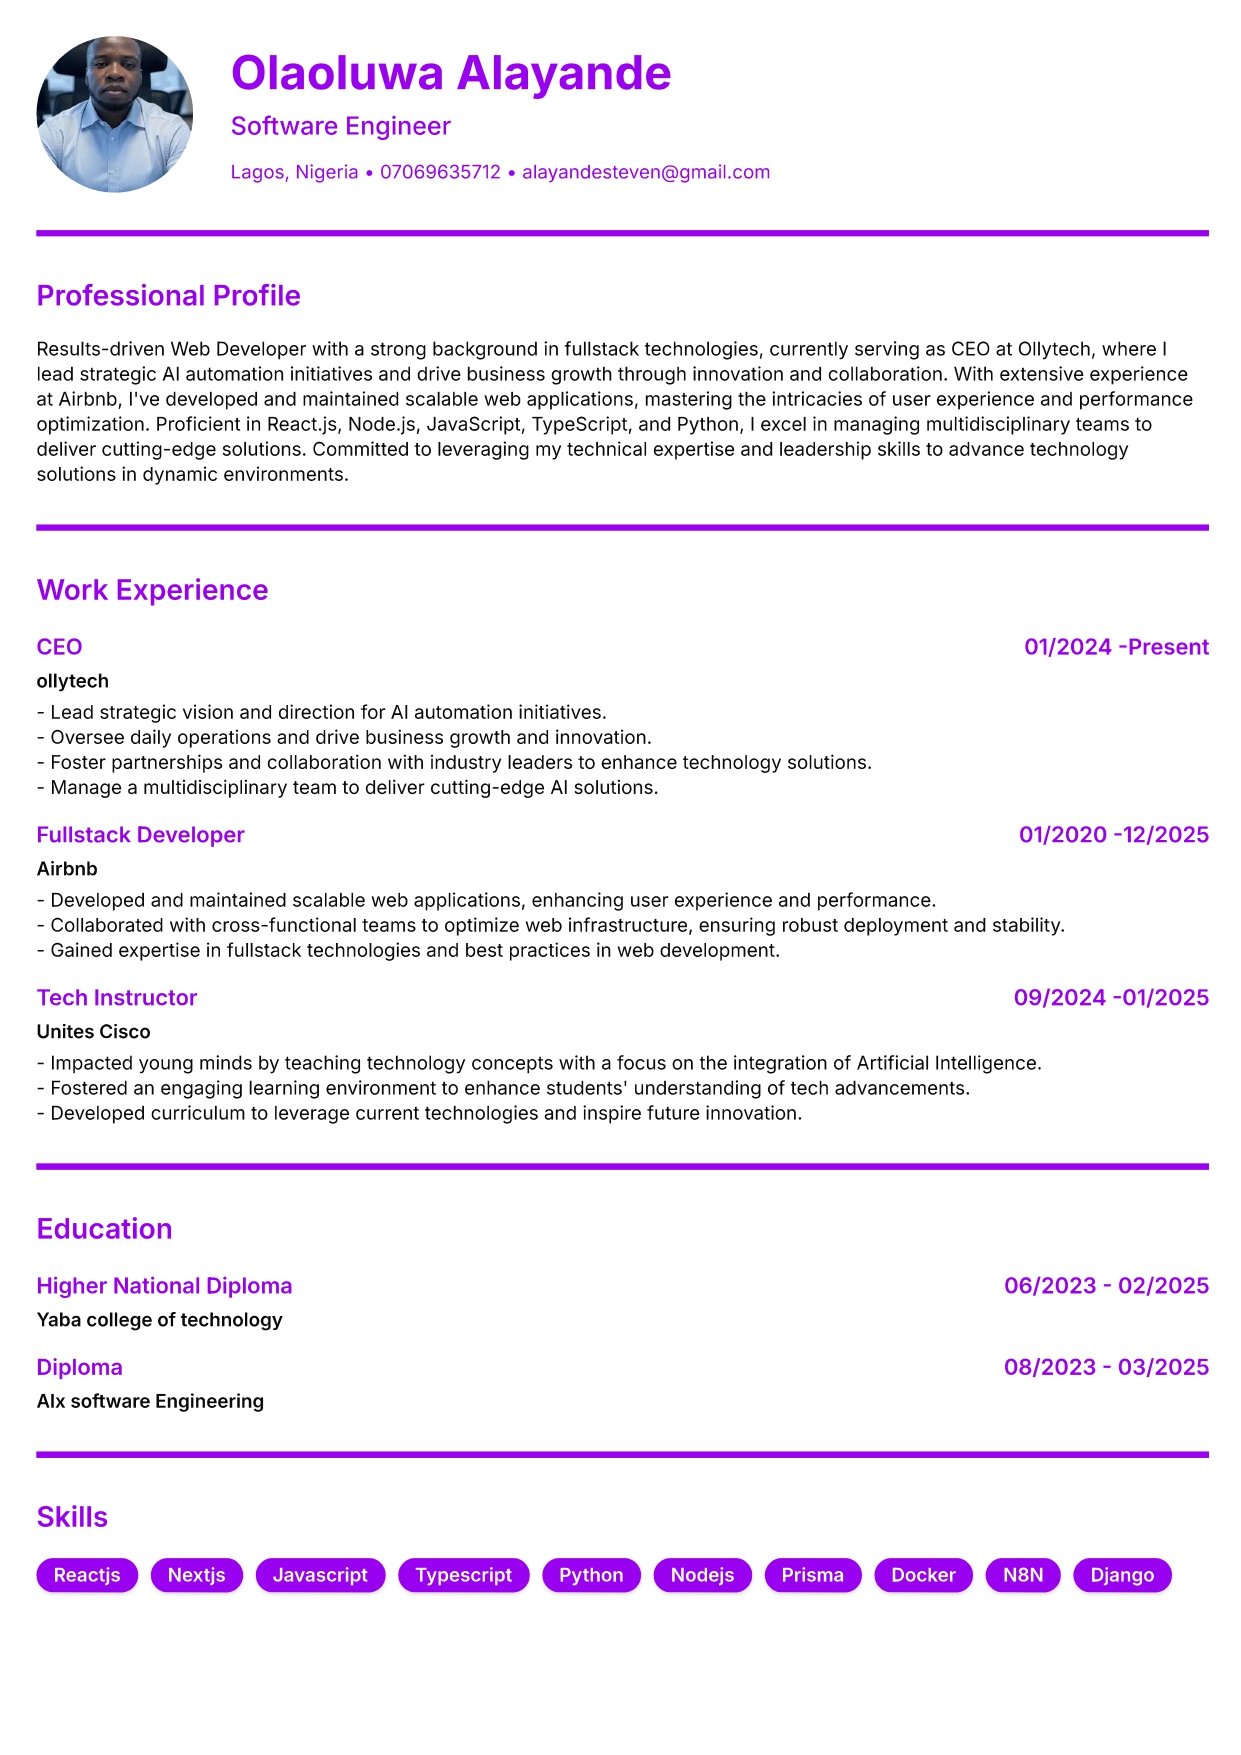 Olaoluwa Alayande
Software Engineer
Lagos, Nigeria • 07069635712 • alayandesteven@gmail.com
Professional Profile
Results-driven Web Developer with a strong background in fullstack technologies, currently serving as CEO at Ollytech, where I
lead strategic AI automation initiatives and drive business growth through innovation and collaboration. With extensive experience
at Airbnb, I've developed and maintained scalable web applications, mastering the intricacies of user experience and performance
optimization. Proficient in React.js, Node.js, JavaScript, TypeScript, and Python, I excel in managing multidisciplinary teams to
deliver cutting-edge solutions. Committed to leveraging my technical expertise and leadership skills to advance technology
solutions in dynamic environments.
Work Experience
CEO 01/2024 -Present
ollytech
- Lead strategic vision and direction for AI automation initiatives.
- Oversee daily operations and drive business growth and innovation.
- Foster partnerships and collaboration with industry leaders to enhance technology solutions.
- Manage a multidisciplinary team to deliver cutting-edge AI solutions.
Fullstack Developer 01/2020 -12/2025
Airbnb
- Developed and maintained scalable web applications, enhancing user experience and performance.
- Collaborated with cross-functional teams to optimize web infrastructure, ensuring robust deployment and stability.
- Gained expertise in fullstack technologies and best practices in web development.
Tech Instructor 09/2024 -01/2025
Unites Cisco
- Impacted young minds by teaching technology concepts with a focus on the integration of Artificial Intelligence.
- Fostered an engaging learning environment to enhance students' understanding of tech advancements.
- Developed curriculum to leverage current technologies and inspire future innovation.
Education
Higher National Diploma 06/2023 - 02/2025
Yaba college of technology
Diploma 08/2023 - 03/2025
Alx software Engineering
Skills
Reactjs Nextjs Javascript Typescript Python Nodejs Prisma Docker N8N Django